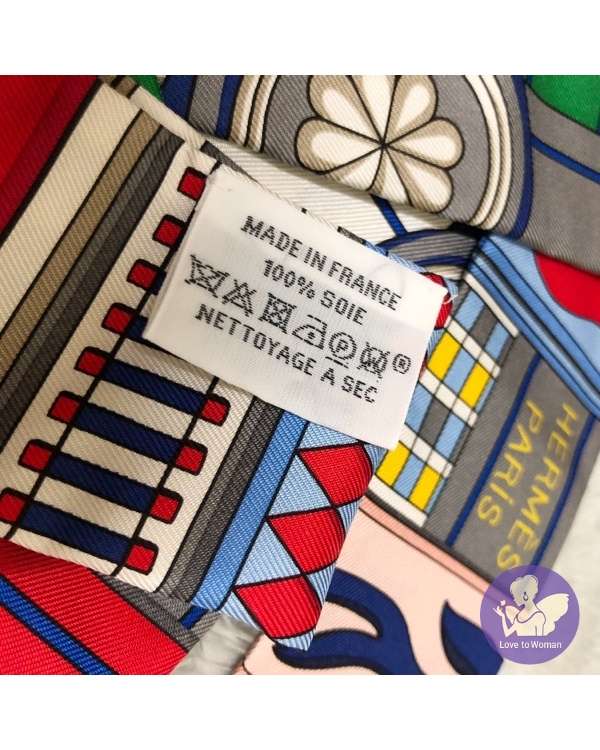 MADE IN FRANCE
100% SOIE
®
NETTOYAGE A SEC
HERMÈS
PARIS
Love to Woman